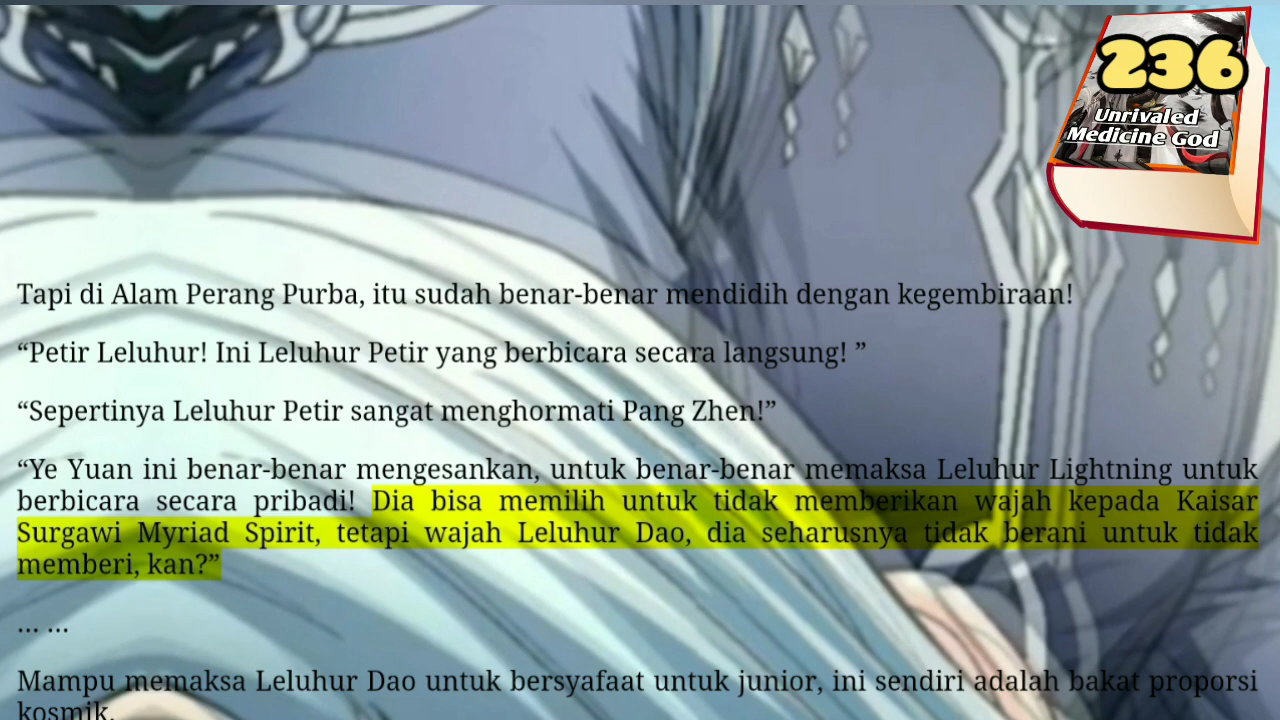 236
Unrivaled
Medicine God
Tapi di Alam Perang Purba, itu sudah benar-benar mendidih dengan kegembiraan!
“Petir Leluhur! Ini Leluhur Petir yang berbicara secara langsung! ”
“Sepertinya Leluhur Petir sangat menghormati Pang Zhen!”
“Ye Yuan ini benar-benar mengesankan, untuk benar-benar memaksa Leluhur Lightning untuk
berbicara secara pribadi! Dia bisa memilih untuk tidak memberikan wajah kepada Kaisar
Surgawi Myriad Spirit, tetapi wajah Leluhur Dao, dia seharusnya tidak berani untuk tidak
memberi, kan?”
... ...
Mampu memaksa Leluhur Dao untuk bersyafaat untuk junior, ini sendiri adalah bakat proporsi
kosmik.